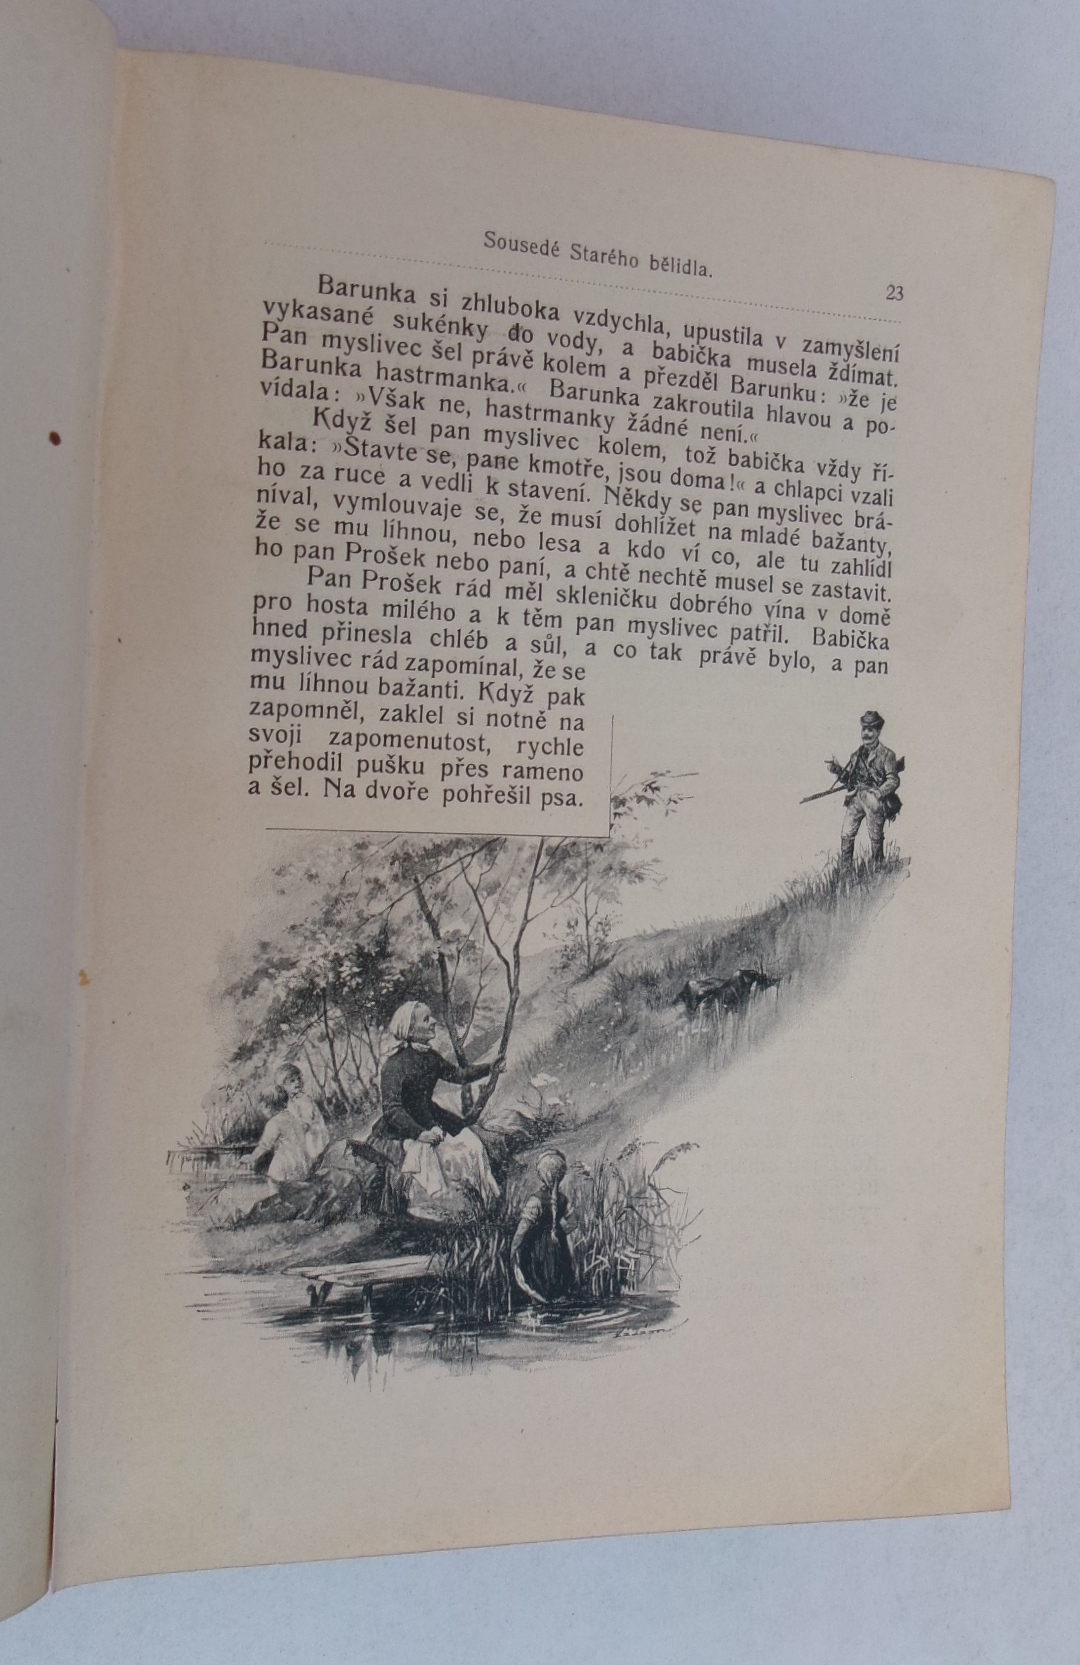 Sousedé Starého bělidla.
23
Barunka si zhluboka vzdychla, upustila v zamyšlení
vykasané sukénky do vody, a babička musela ždímat.
Pan myslivec šel právě kolem a přezděl Barunku: »že je
Barunka hastrmanka.« Barunka zakroutila hlavou a po-
vídala: »Však ne, hastrmanky žádné není.«
Když šel pan myslivec kolem, tož babička vždy ří-
kala: »Stavte se, pane kmotře, jsou doma!« a chlapci vzali
ho za ruce a vedli k stavení. Někdy se pan myslivec brá-
níval, vymlouvaje se, že musí dohlížet na mladé bažanty,
že se mu líhnou, nebo lesa a kdo ví co, ale tu zahlídl
ho pan Prošek nebo paní, a chtě nechtě musel se zastavit.
Pan Prošek rád měl skleničku dobrého vína v domě
pro hosta milého a k těm pan myslivec patřil. Babička
hned přinesla chléb a sůl, a co tak právě bylo, a pan
myslivec rád zapomínal, že se
mu líhnou bažanti. Když pak
zapomněl, zaklel si notně na
svoji zapomenutost, rychle
přehodil pušku přes rameno
a šel. Na dvoře pohřešil psa.